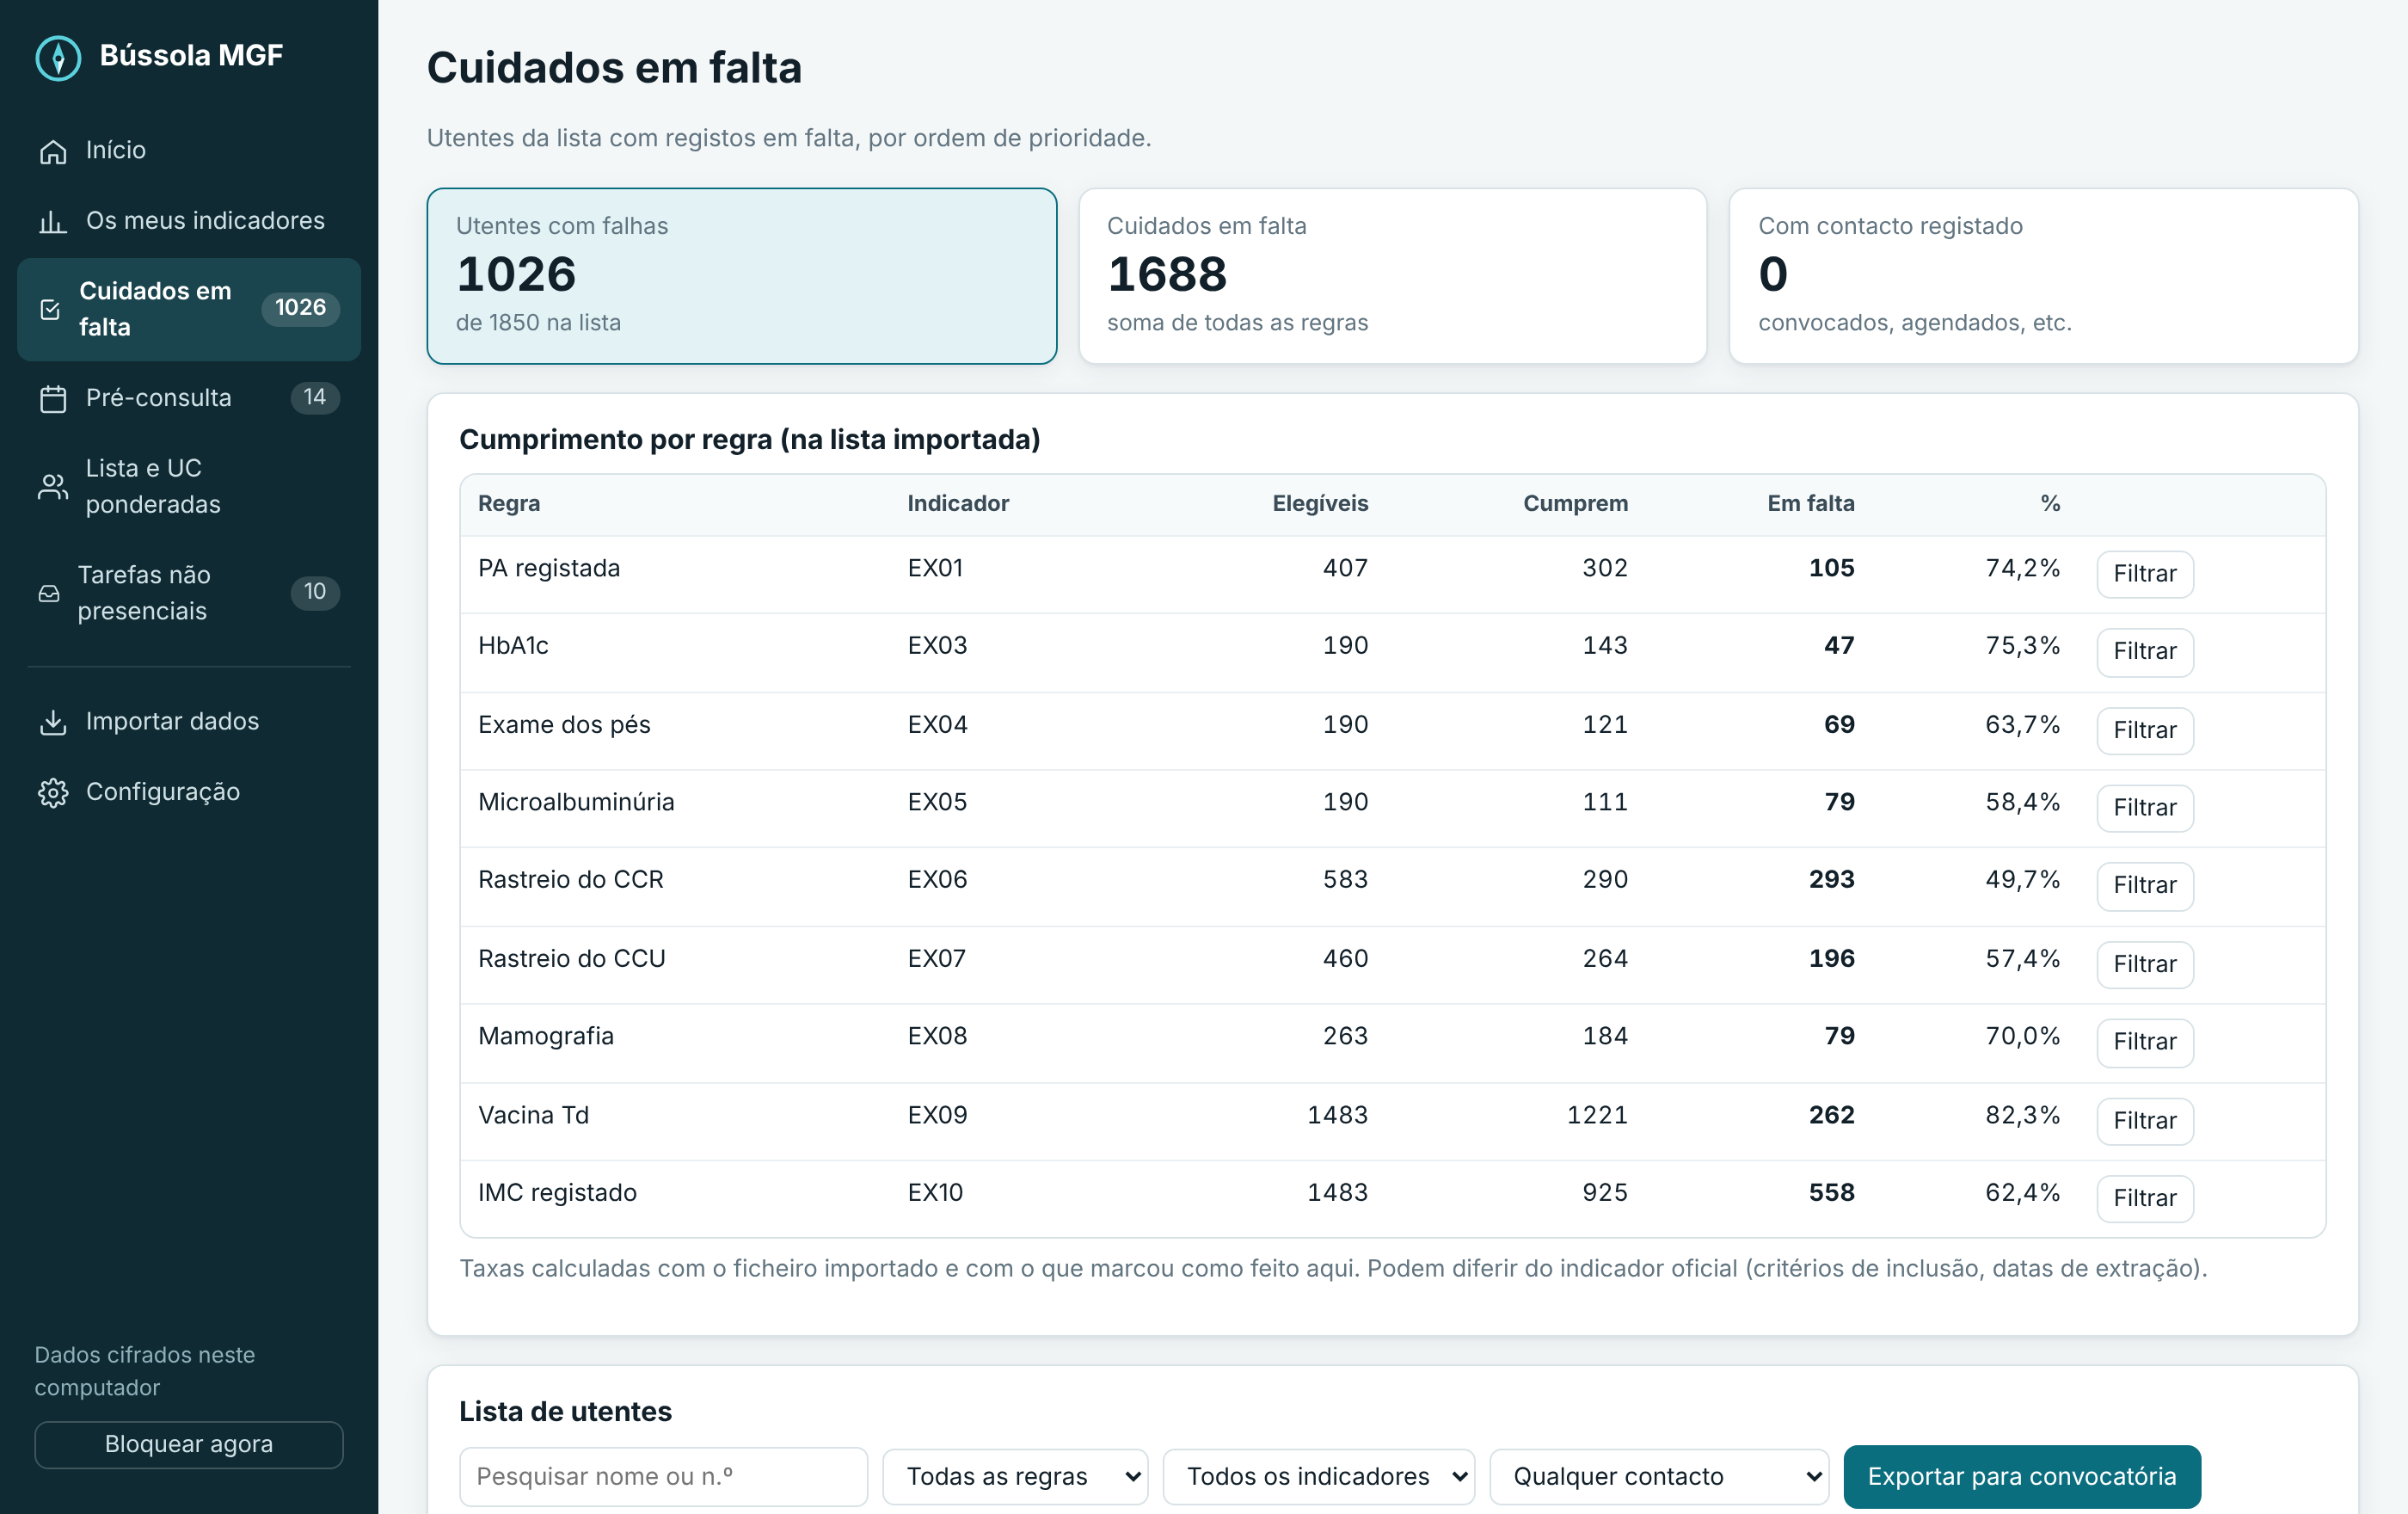 Bússola MGF
Início
Os meus indicadores
Cuidados em
falta
1026
Pré-consulta 14
Lista e UC
ponderadas
Tarefas não
presenciais
10
Importar dados
Configuração
Dados cifrados neste
computador
Bloquear agora
Cuidados em falta
Utentes da lista com registos em falta, por ordem de prioridade.
Utentes com falhas
1026
de 1850 na lista
Cuidados em falta
1688
soma de todas as regras
Com contacto registado
0
convocados, agendados, etc.
Cumprimento por regra (na lista importada)
Regra Indicador Elegíveis Cumprem Em falta %
PA registada EX01 407 302 105 74,2% Filtrar
HbA1c EX03 190 143 47 75,3% Filtrar
Exame dos pés EX04 190 121 69 63,7% Filtrar
Microalbuminúria EX05 190 111 79 58,4% Filtrar
Rastreio do CCR EX06 583 290 293 49,7% Filtrar
Rastreio do CCU EX07 460 264 196 57,4% Filtrar
Mamografia EX08 263 184 79 70,0% Filtrar
Vacina Td EX09 1483 1221 262 82,3% Filtrar
IMC registado EX10 1483 925 558 62,4% Filtrar
Taxas calculadas com o ficheiro importado e com o que marcou como feito aqui. Podem diferir do indicador oficial (critérios de inclusão, datas de extração).
Lista de utentes
Pesquisar nome ou n.º Todas as regras Todos os indicadores Qualquer contacto Exportar para convocatória